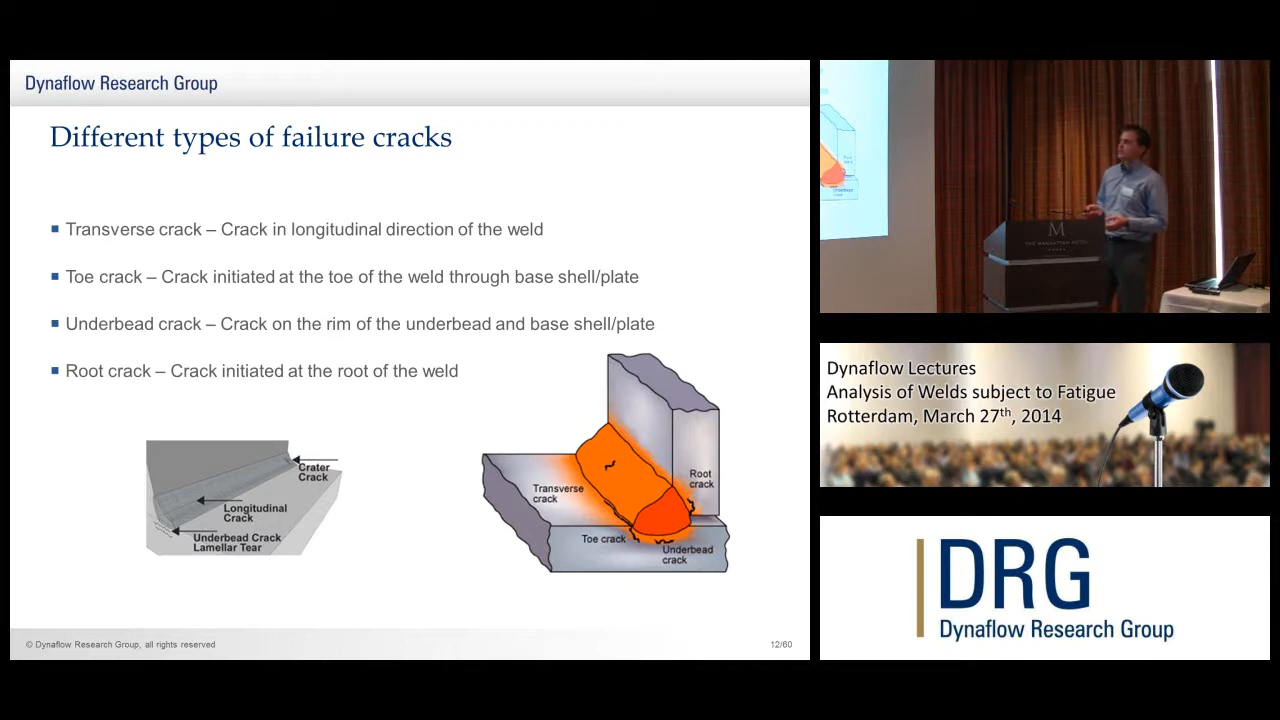 Dynaflow Research Group
Different types of failure cracks
Transverse crack – Crack in longitudinal direction of the weld
Toe crack – Crack initiated at the toe of the weld through base shell/plate
Underbead crack – Crack on the rim of the underbead and base shell/plate
Root crack – Crack initiated at the root of the weld
Crater
Crack
Longitudinal
Crack
Underbead Crack
Lamellar Tear
Root
crack
Transverse
crack
Toe crack
Underbead
crack
© Dynaflow Research Group, all rights reserved
12/60
M
THE MANHATTAN HOTEL
Dynaflow Lectures
Analysis of Welds subject to Fatigue
Rotterdam, March 27th, 2014
DRG
Dynaflow Research Group